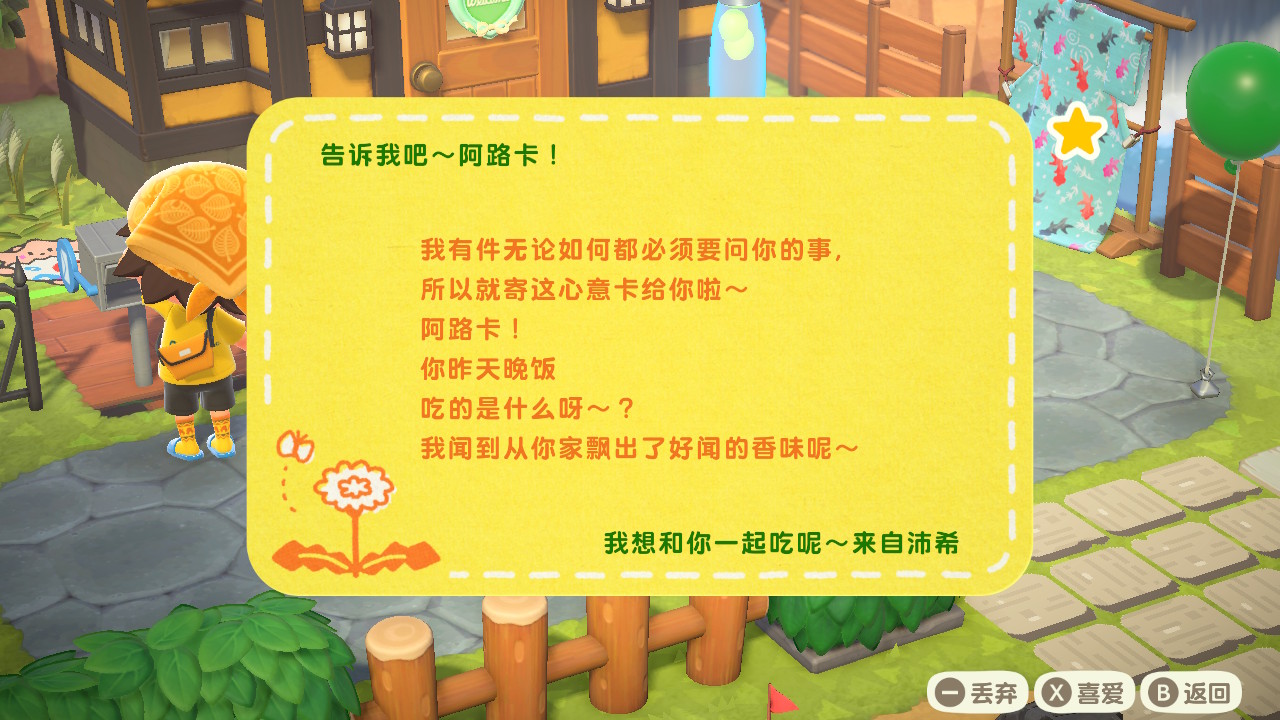 Welcome
告诉我吧～阿路卡！
我有件无论如何都必须要问你的事，
所以就寄这心意卡给你啦～
阿路卡！
你昨天晚饭
吃的是什么呀～？
我闻到从你家飘出了好闻的香味呢～
我想和你一起吃呢～来自沛希
丢弃
X 喜爱
B 返回